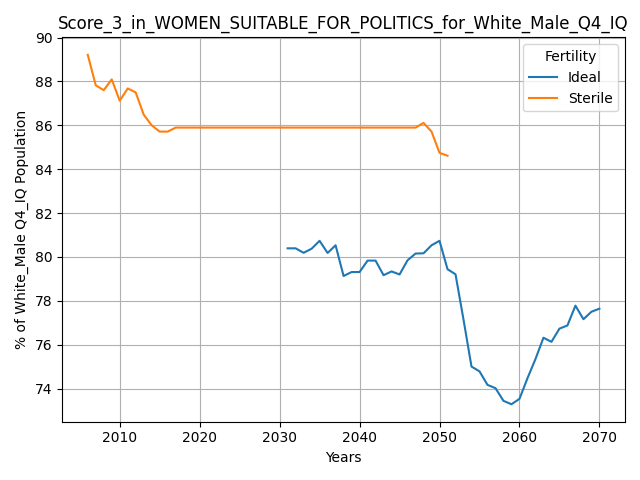 Score_3_in_WOMEN_SUITABLE_FOR_POLITICS_for_White_Male_Q4_IQ
% of White_Male Q4_IQ Population
90
88
86
84
82
80
78
76
74
Fertility
Ideal
Sterile
2010 2020 2030 2040 2050 2060 2070
Years